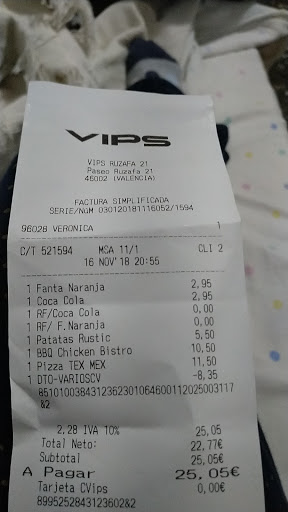 VIPS
VIPS RUZAFA 21
Paseo Ruzafa 21
46002 (VALENCIA)
FACTURA SIMPLIFICADA
SERIE/NÚM 030120181116052/1594
96028 VERONICA 1
C/T 521594 MSA 11/1 CLI 2
16 NOV'18 20:55
1 Fanta Naranja 2,95
1 Coca Cola 2,95
1 RF/Coca Cola 0,00
1 RF/ F.Naranja 0,00
1 Patatas Rustic 5,50
1 BBQ Chicken Bistro 10,50
1 Pizza TEX MEX 11,50
1 DTO-VARIOSCV -8,35
8510100384312362301064600112025003117
&2
2.28 IVA 10% 25,05
Total Neto: 22,77€
Subtotal 25,05€
A Pagar 25,05€
Tarjeta CVips 0,00€
8995252843123602&2